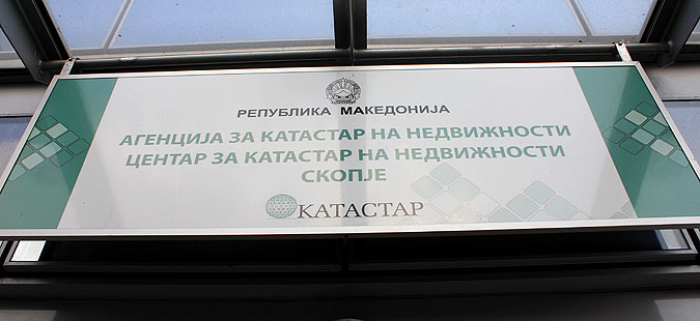 РЕПУБЛИКА МАКЕДОНИЈА
АГЕНЦИЈА ЗА КАТАСТАР НА НЕДВИЖНОСТИ
ЦЕНТАР ЗА КАТАСТАР НА НЕДВИЖНОСТИ
СКОПЈЕ
КАТАСТАР